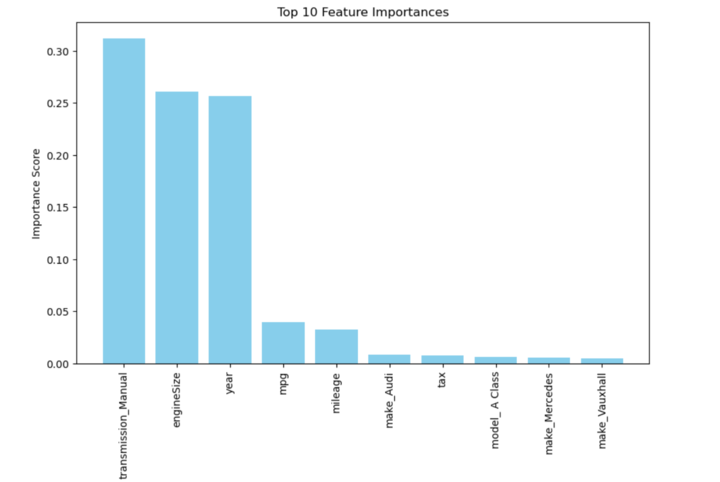 Top 10 Feature Importances
Importance Score
0.30
0.25
0.20
0.15
0.10
0.05
0.00
transmission_Manual
engineSize
year
mpg
mileage
make_Audi
tax
model_ A Class
make_Mercedes
make_Vauxhall